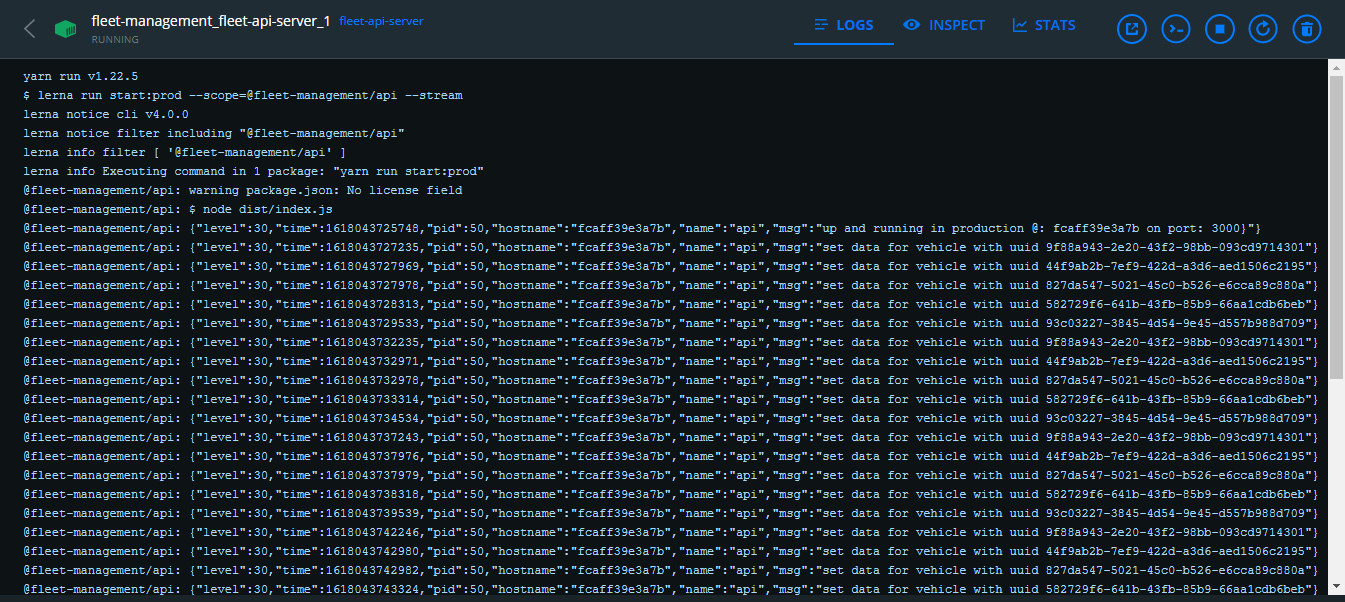 fleet-management_fleet-api-server_1 fleet-api-server
RUNNING
LOGS INSPECT STATS
yarn run v1.22.5
$ lerna run start:prod --scope=@fleet-management/api --stream
lerna notice cli v4.0.0
lerna notice filter including "@fleet-management/api"
lerna info filter [ '@fleet-management/api' ]
lerna info Executing command in 1 package: "yarn run start:prod"
@fleet-management/api: warning package.json: No license field
@fleet-management/api: $ node dist/index.js
@fleet-management/api: {"level":30,"time":1618043725748,"pid":50,"hostname":"fcaff39e3a7b","name":"api","msg":"up and running in production @: fcaff39e3a7b on port: 3000}"}
@fleet-management/api: {"level":30,"time":1618043727235,"pid":50,"hostname":"fcaff39e3a7b","name":"api","msg":"set data for vehicle with uuid 9f88a943-2e20-43f2-98bb-093cd9714301"}
@fleet-management/api: {"level":30,"time":1618043727969,"pid":50,"hostname":"fcaff39e3a7b","name":"api","msg":"set data for vehicle with uuid 44f9ab2b-7ef9-422d-a3d6-aed1506c2195"}
@fleet-management/api: {"level":30,"time":1618043727978,"pid":50,"hostname":"fcaff39e3a7b","name":"api","msg":"set data for vehicle with uuid 827da547-5021-45c0-b526-e6cca89c880a"}
@fleet-management/api: {"level":30,"time":1618043728313,"pid":50,"hostname":"fcaff39e3a7b","name":"api","msg":"set data for vehicle with uuid 582729f6-641b-43fb-85b9-66aa1cdb6beb"}
@fleet-management/api: {"level":30,"time":1618043729533,"pid":50,"hostname":"fcaff39e3a7b","name":"api","msg":"set data for vehicle with uuid 93c03227-3845-4d54-9e45-d557b988d709"}
@fleet-management/api: {"level":30,"time":1618043732235,"pid":50,"hostname":"fcaff39e3a7b","name":"api","msg":"set data for vehicle with uuid 9f88a943-2e20-43f2-98bb-093cd9714301"}
@fleet-management/api: {"level":30,"time":1618043732971,"pid":50,"hostname":"fcaff39e3a7b","name":"api","msg":"set data for vehicle with uuid 44f9ab2b-7ef9-422d-a3d6-aed1506c2195"}
@fleet-management/api: {"level":30,"time":1618043732978,"pid":50,"hostname":"fcaff39e3a7b","name":"api","msg":"set data for vehicle with uuid 827da547-5021-45c0-b526-e6cca89c880a"}
@fleet-management/api: {"level":30,"time":1618043733314,"pid":50,"hostname":"fcaff39e3a7b","name":"api","msg":"set data for vehicle with uuid 582729f6-641b-43fb-85b9-66aa1cdb6beb"}
@fleet-management/api: {"level":30,"time":1618043734534,"pid":50,"hostname":"fcaff39e3a7b","name":"api","msg":"set data for vehicle with uuid 93c03227-3845-4d54-9e45-d557b988d709"}
@fleet-management/api: {"level":30,"time":1618043737243,"pid":50,"hostname":"fcaff39e3a7b","name":"api","msg":"set data for vehicle with uuid 9f88a943-2e20-43f2-98bb-093cd9714301"}
@fleet-management/api: {"level":30,"time":1618043737976,"pid":50,"hostname":"fcaff39e3a7b","name":"api","msg":"set data for vehicle with uuid 44f9ab2b-7ef9-422d-a3d6-aed1506c2195"}
@fleet-management/api: {"level":30,"time":1618043737979,"pid":50,"hostname":"fcaff39e3a7b","name":"api","msg":"set data for vehicle with uuid 827da547-5021-45c0-b526-e6cca89c880a"}
@fleet-management/api: {"level":30,"time":1618043738318,"pid":50,"hostname":"fcaff39e3a7b","name":"api","msg":"set data for vehicle with uuid 582729f6-641b-43fb-85b9-66aa1cdb6beb"}
@fleet-management/api: {"level":30,"time":1618043739539,"pid":50,"hostname":"fcaff39e3a7b","name":"api","msg":"set data for vehicle with uuid 93c03227-3845-4d54-9e45-d557b988d709"}
@fleet-management/api: {"level":30,"time":1618043742246,"pid":50,"hostname":"fcaff39e3a7b","name":"api","msg":"set data for vehicle with uuid 9f88a943-2e20-43f2-98bb-093cd9714301"}
@fleet-management/api: {"level":30,"time":1618043742980,"pid":50,"hostname":"fcaff39e3a7b","name":"api","msg":"set data for vehicle with uuid 44f9ab2b-7ef9-422d-a3d6-aed1506c2195"}
@fleet-management/api: {"level":30,"time":1618043742982,"pid":50,"hostname":"fcaff39e3a7b","name":"api","msg":"set data for vehicle with uuid 827da547-5021-45c0-b526-e6cca89c880a"}
@fleet-management/api: {"level":30,"time":1618043743324,"pid":50,"hostname":"fcaff39e3a7b","name":"api","msg":"set data for vehicle with uuid 582729f6-641b-43fb-85b9-66aa1cdb6beb"}